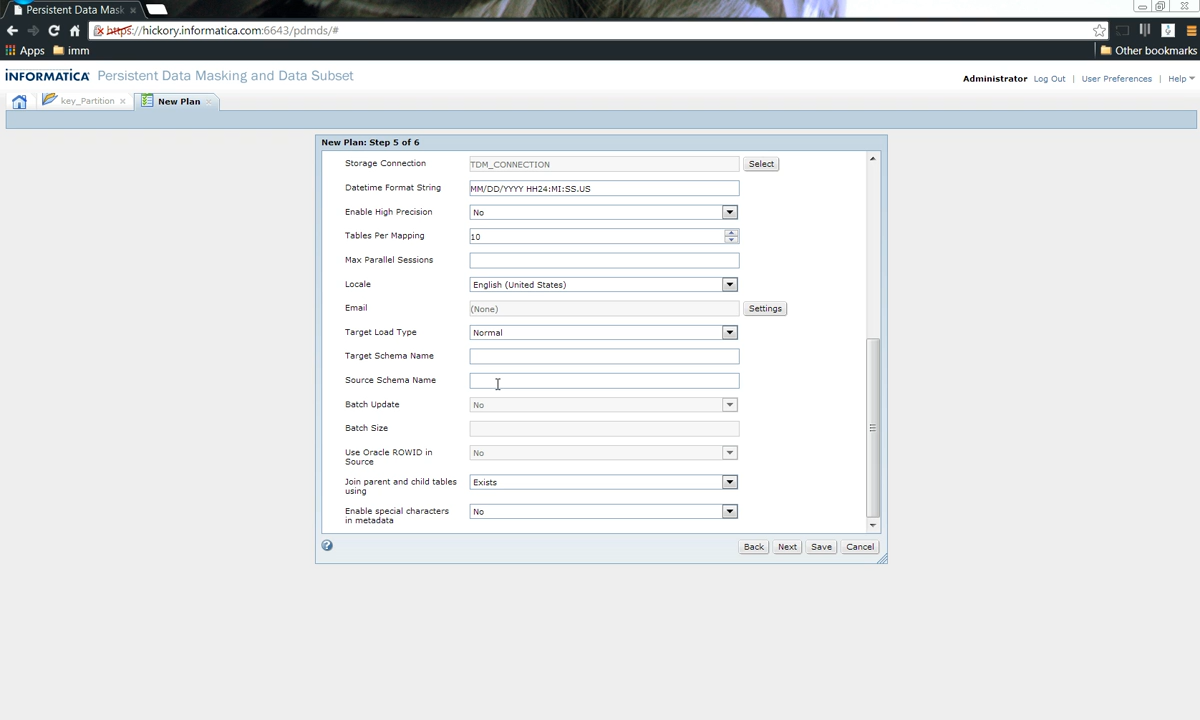 Persistent Data Mask
https://hickory.informatica.com:6643/pdmds/#
Apps imm Other bookmarks
INFORMATICA Persistent Data Masking and Data Subset
Administrator Log Out | User Preferences | Help
key_Partition New Plan
New Plan: Step 5 of 6
Storage Connection TDM_CONNECTION Select
Datetime Format String MM/DD/YYYY HH24:MI:SS.US
Enable High Precision No
Tables Per Mapping 10
Max Parallel Sessions
Locale English (United States)
Email (None) Settings
Target Load Type Normal
Target Schema Name
Source Schema Name
Batch Update No
Batch Size
Use Oracle ROWID in
Source No
Join parent and child tables
using Exists
Enable special characters
in metadata No
Back Next Save Cancel